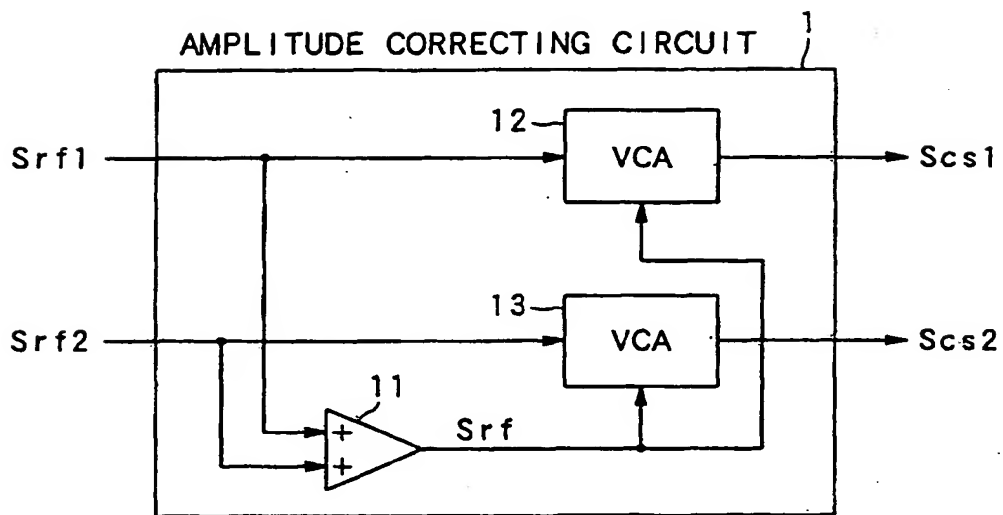 1
AMPLITUDE CORRECTING CIRCUIT
12
Srf1
VCA
Scs1
13
Srf2
VCA
Scs2
11
+
+
Srf